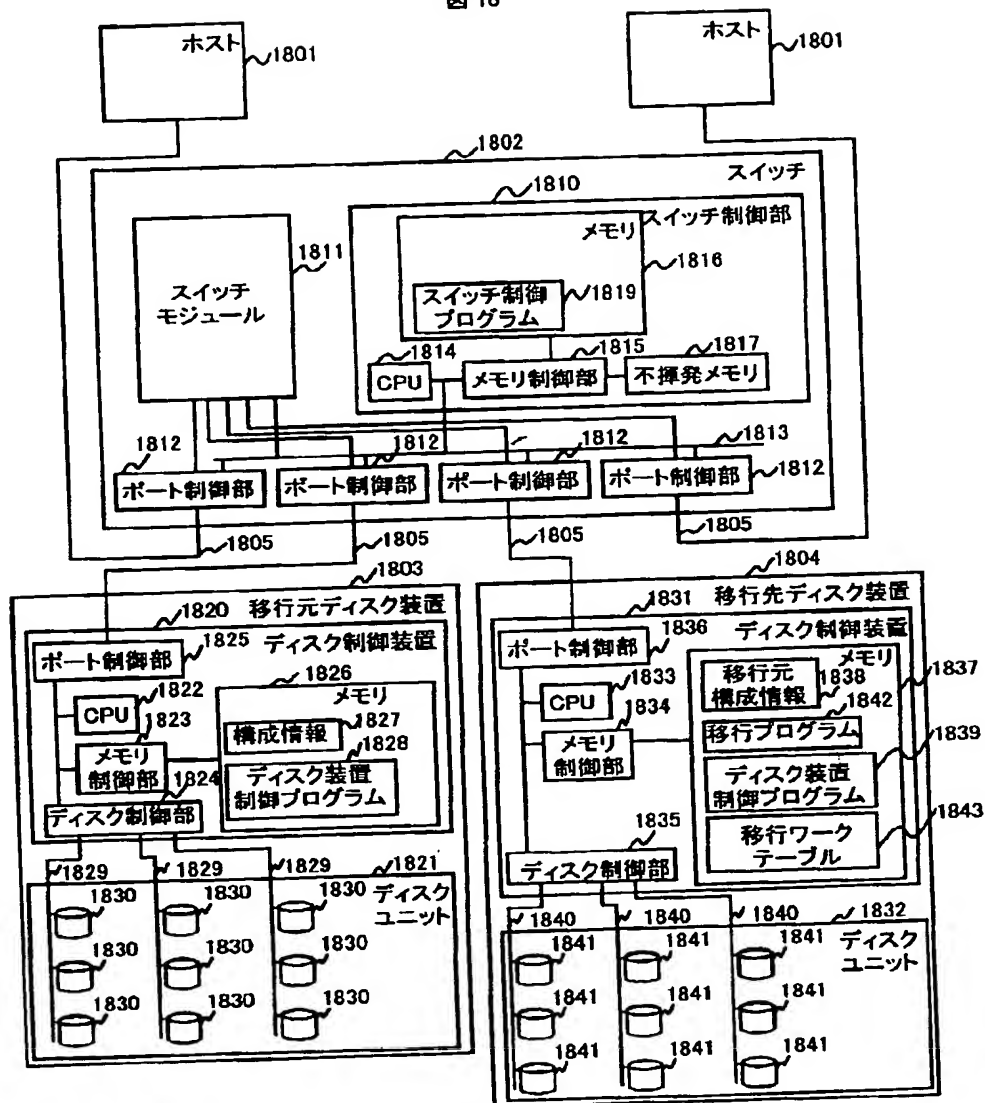 図 18
ホスト
1801
ホスト
1801
1802
スイッチ
1810
スイッチ制御部
メモリ
1811
1816
スイッチ
モジュール
スイッチ制御
プログラム
1819
1814
1815
1817
CPU
メモリ制御部
不揮発メモリ
1812
1812
1812
1813
1812
ポート制御部
ポート制御部
ポート制御部
ポート制御部
1805
1805
1805
1805
1803
1804
1820
移行元ディスク装置
1831
移行先ディスク装置
1825
ディスク制御装置
ポート制御部
1822
CPU
1823
メモリ
制御部
1824
ディスク制御部
1826
メモリ
構成情報
1827
1828
ディスク装置
制御プログラム
1829
1829
1829
1821
ディスク
ユニット
1830
1830
1830
1830
1830
1830
1830
1830
1830
1836
ディスク制御装置
ポート制御部
1833
CPU
1834
メモリ
制御部
1835
ディスク制御部
メモリ
1837
移行元
構成情報
1838
1842
移行プログラム
1839
ディスク装置
制御プログラム
1843
移行ワーク
テーブル
1840
1840
1840
1832
ディスク
ユニット
1841
1841
1841
1841
1841
1841
1841
1841
1841